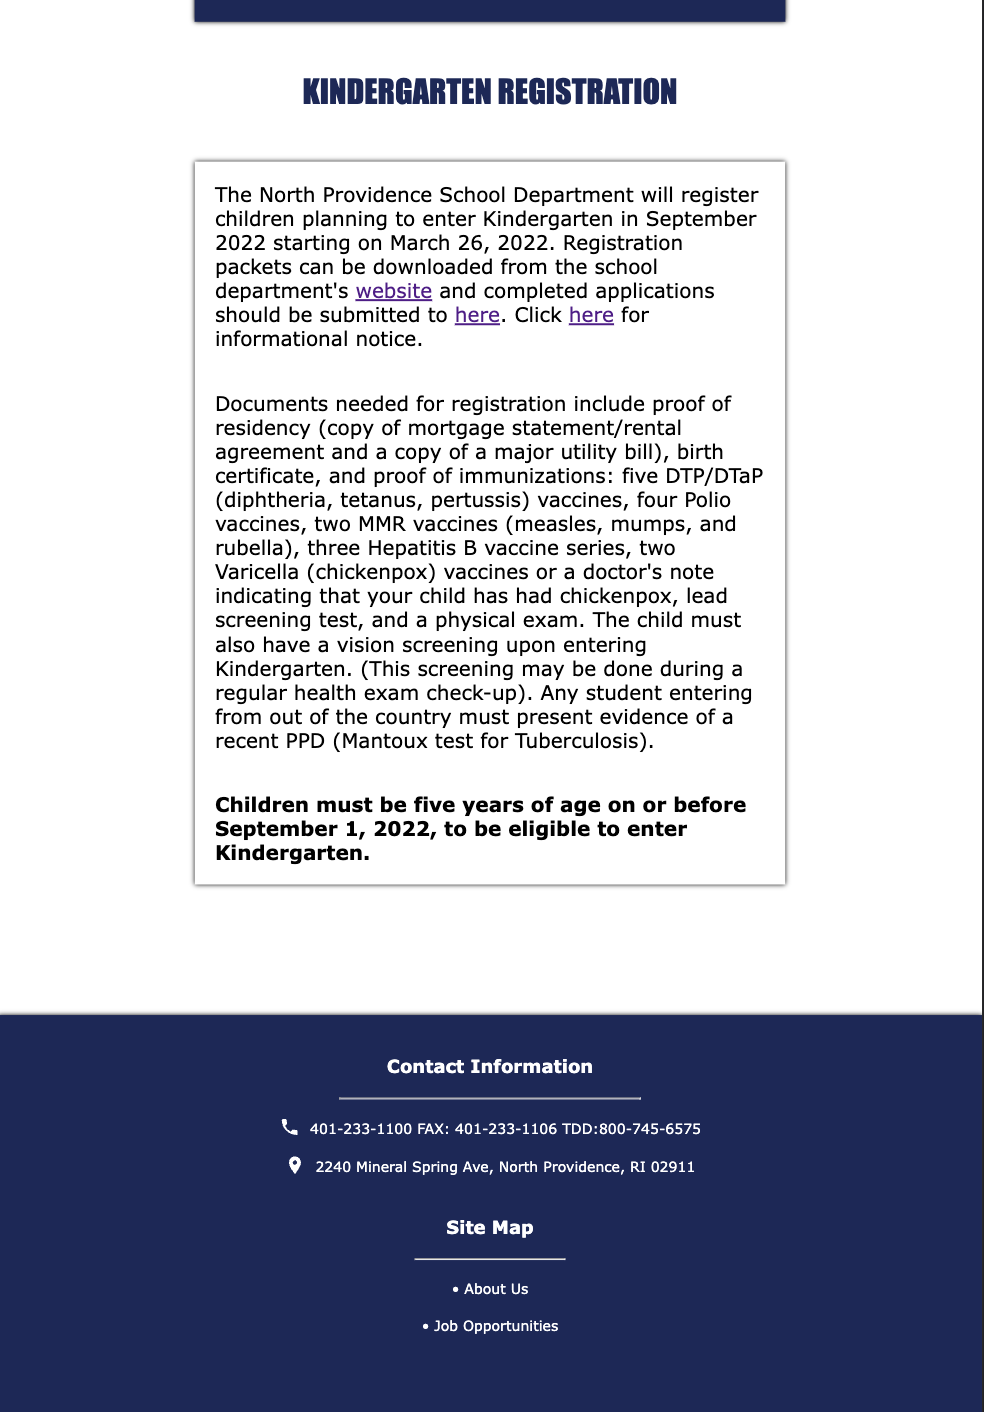 KINDERGARTEN REGISTRATION
The North Providence School Department will register
children planning to enter Kindergarten in September
2022 starting on March 26, 2022. Registration
packets can be downloaded from the school
department's website and completed applications
should be submitted to here. Click here for
informational notice.
Documents needed for registration include proof of
residency (copy of mortgage statement/rental
agreement and a copy of a major utility bill), birth
certificate, and proof of immunizations: five DTP/DTaP
(diphtheria, tetanus, pertussis) vaccines, four Polio
vaccines, two MMR vaccines (measles, mumps, and
rubella), three Hepatitis B vaccine series, two
Varicella (chickenpox) vaccines or a doctor's note
indicating that your child has had chickenpox, lead
screening test, and a physical exam. The child must
also have a vision screening upon entering
Kindergarten. (This screening may be done during a
regular health exam check-up). Any student entering
from out of the country must present evidence of a
recent PPD (Mantoux test for Tuberculosis).
Children must be five years of age on or before
September 1, 2022, to be eligible to enter
Kindergarten.
Contact Information
401-233-1100 FAX: 401-233-1106 TDD:800-745-6575
2240 Mineral Spring Ave, North Providence, RI 02911
Site Map
• About Us
• Job Opportunities